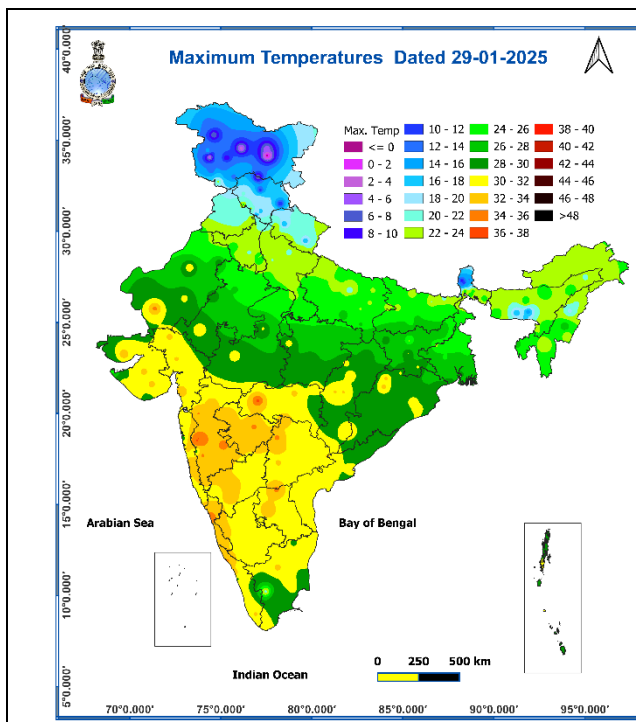 Maximum Temperatures Dated 29-01-2025
Max. Temp
<= 0
0 - 2
2 - 4
4 - 6
6 - 8
8 - 10
10 - 12
12 - 14
14 - 16
16 - 18
18 - 20
20 - 22
22 - 24
24 - 26
26 - 28
28 - 30
30 - 32
32 - 34
34 - 36
36 - 38
38 - 40
40 - 42
42 - 44
44 - 46
46 - 48
>48
40°0.000'
35°0.000'
30°0.000'
25°0.000'
20°0.000'
15°0.000'
10°0.000'
5°0.000'
Arabian Sea
Bay of Bengal
Indian Ocean
0 250 500 km
70°0.000' 75°0.000' 80°0.000' 85°0.000' 90°0.000' 95°0.000'